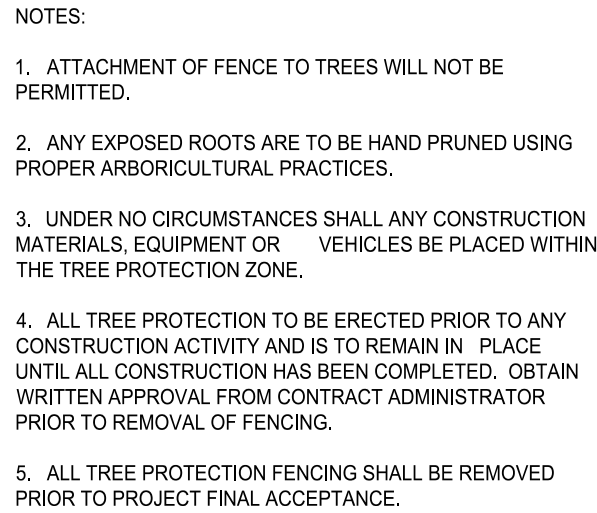 NOTES:
1. ATTACHMENT OF FENCE TO TREES WILL NOT BE
PERMITTED.
2. ANY EXPOSED ROOTS ARE TO BE HAND PRUNED USING
PROPER ARBORICULTURAL PRACTICES.
3. UNDER NO CIRCUMSTANCES SHALL ANY CONSTRUCTION
MATERIALS, EQUIPMENT OR VEHICLES BE PLACED WITHIN
THE TREE PROTECTION ZONE.
4. ALL TREE PROTECTION TO BE ERECTED PRIOR TO ANY
CONSTRUCTION ACTIVITY AND IS TO REMAIN IN PLACE
UNTIL ALL CONSTRUCTION HAS BEEN COMPLETED. OBTAIN
WRITTEN APPROVAL FROM CONTRACT ADMINISTRATOR
PRIOR TO REMOVAL OF FENCING.
5. ALL TREE PROTECTION FENCING SHALL BE REMOVED
PRIOR TO PROJECT FINAL ACCEPTANCE.